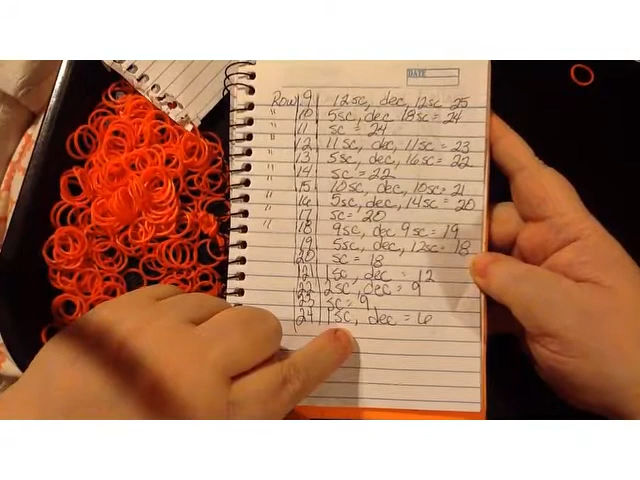 DATE
Row 9 12sc, dec, 12sc 25
" 10 5sc, dec 18sc = 24
" 11 sc = 24
" 12 11sc, dec, 11sc = 23
" 13 5sc, dec, 16sc = 22
" 14 sc = 22
" 15 10sc, dec, 10sc = 21
" 16 5sc, dec, 14sc = 20
" 17 sc = 20
" 18 9sc, dec 9sc = 19
19 5sc, dec, 12sc = 18
20 sc = 18
21 1sc, dec = 12
22 2sc, dec = 9
23 sc = 9
24 1sc, dec = 6